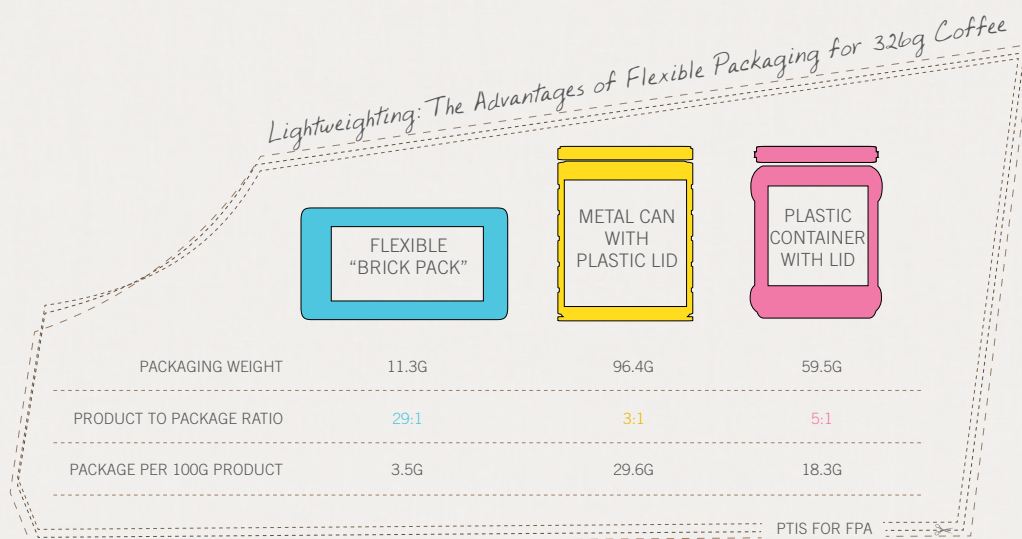 Lightweighting: The Advantages of Flexible Packaging for 326g Coffee
FLEXIBLE
“BRICK PACK”
METAL CAN
WITH
PLASTIC LID
PLASTIC
CONTAINER
WITH LID
PACKAGING WEIGHT 11.3G 96.4G 59.5G
PRODUCT TO PACKAGE RATIO 29:1 3:1 5:1
PACKAGE PER 100G PRODUCT 3.5G 29.6G 18.3G
PTIS FOR FPA